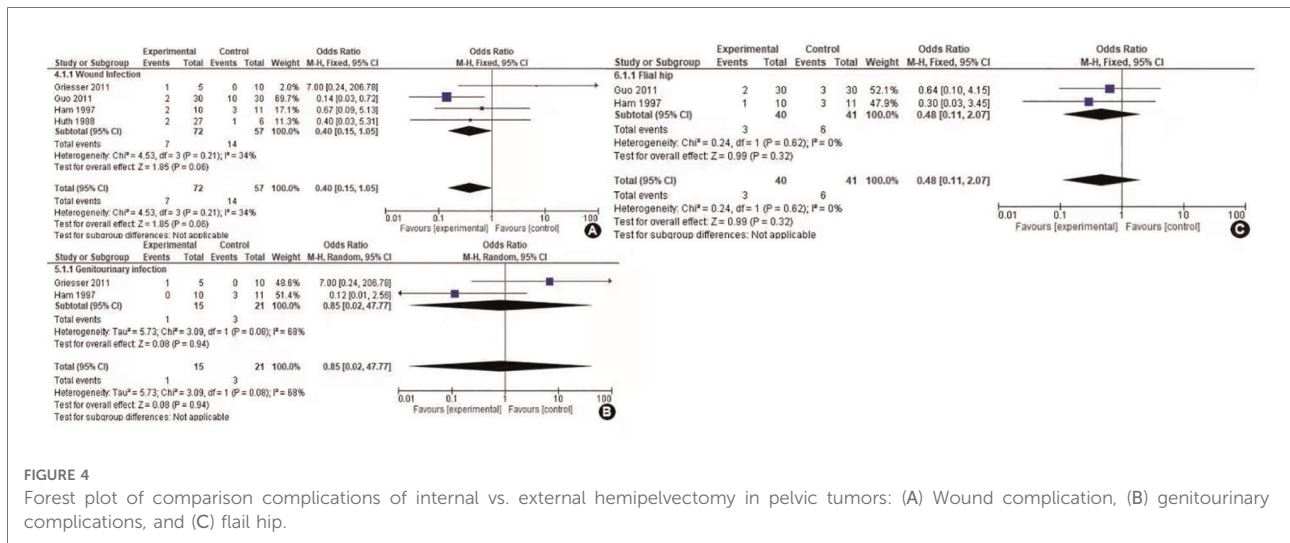 Experimental Control Odds Ratio Odds Ratio
Study or Subgroup Events Total Events Total Weight M-H, Fixed, 95% CI M-H, Fixed, 95% CI
4.1.1 Wound Infection
Griesser 2011 1 5 0 10 2.0% 7.00 [0.24, 206.78]
Guo 2011 2 30 10 30 69.7% 0.14 [0.03, 0.72]
Ham 1997 2 10 3 11 17.1% 0.67 [0.09, 5.13]
Huth 1988 2 27 1 6 11.3% 0.40 [0.03, 5.31]
Subtotal (95% CI) 72 57 100.0% 0.40 [0.15, 1.05]
Total events 7 14
Heterogeneity: Chi² = 4.53, df = 3 (P = 0.21); I² = 34%
Test for overall effect: Z = 1.85 (P = 0.06)
Total (95% CI) 72 57 100.0% 0.40 [0.15, 1.05]
Total events 7 14
Heterogeneity: Chi² = 4.53, df = 3 (P = 0.21); I² = 34%
Test for overall effect: Z = 1.85 (P = 0.06)
Test for subgroup differences: Not applicable
0.01 0.1 1 10 100
Favours [experimental] Favours [control]
A
Experimental Control Odds Ratio Odds Ratio
Study or Subgroup Events Total Events Total Weight M-H, Random, 95% CI M-H, Random, 95% CI
5.1.1 Genitourinary infection
Griesser 2011 1 5 0 10 48.6% 7.00 [0.24, 206.78]
Ham 1997 0 10 3 11 51.4% 0.12 [0.01, 2.56]
Subtotal (95% CI) 15 21 100.0% 0.85 [0.02, 47.77]
Total events 1 3
Heterogeneity: Tau² = 5.73; Chi² = 3.09, df = 1 (P = 0.08); I² = 68%
Test for overall effect: Z = 0.08 (P = 0.94)
Total (95% CI) 15 21 100.0% 0.85 [0.02, 47.77]
Total events 1 3
Heterogeneity: Tau² = 5.73; Chi² = 3.09, df = 1 (P = 0.08); I² = 68%
Test for overall effect: Z = 0.08 (P = 0.94)
Test for subgroup differences: Not applicable
0.01 0.1 1 10 100
Favours [experimental] Favours [control]
B
Experimental Control Odds Ratio Odds Ratio
Study or Subgroup Events Total Events Total Weight M-H, Fixed, 95% CI M-H, Fixed, 95% CI
6.1.1 Flial hip
Guo 2011 2 30 3 30 52.1% 0.64 [0.10, 4.15]
Ham 1997 1 10 3 11 47.9% 0.30 [0.03, 3.45]
Subtotal (95% CI) 40 41 100.0% 0.48 [0.11, 2.07]
Total events 3 6
Heterogeneity: Chi² = 0.24, df = 1 (P = 0.62); I² = 0%
Test for overall effect: Z = 0.99 (P = 0.32)
Total (95% CI) 40 41 100.0% 0.48 [0.11, 2.07]
Total events 3 6
Heterogeneity: Chi² = 0.24, df = 1 (P = 0.62); I² = 0%
Test for overall effect: Z = 0.99 (P = 0.32)
Test for subgroup differences: Not applicable
0.01 0.1 1 10 100
Favours [experimental] Favours [control]
C
FIGURE 4
Forest plot of comparison complications of internal vs. external hemipelvectomy in pelvic tumors: (A) Wound complication, (B) genitourinary
complications, and (C) flail hip.